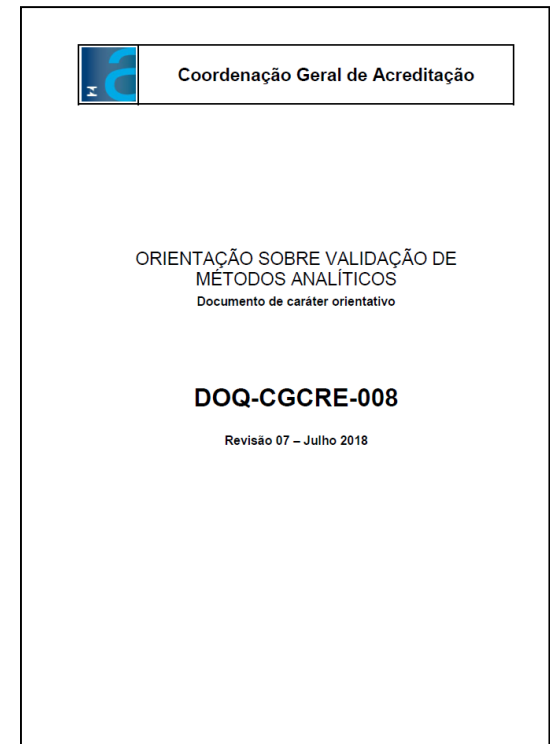 Coordenação Geral de Acreditação
ORIENTAÇÃO SOBRE VALIDAÇÃO DE
MÉTODOS ANALÍTICOS
Documento de caráter orientativo
DOQ-CGCRE-008
Revisão 07 – Julho 2018